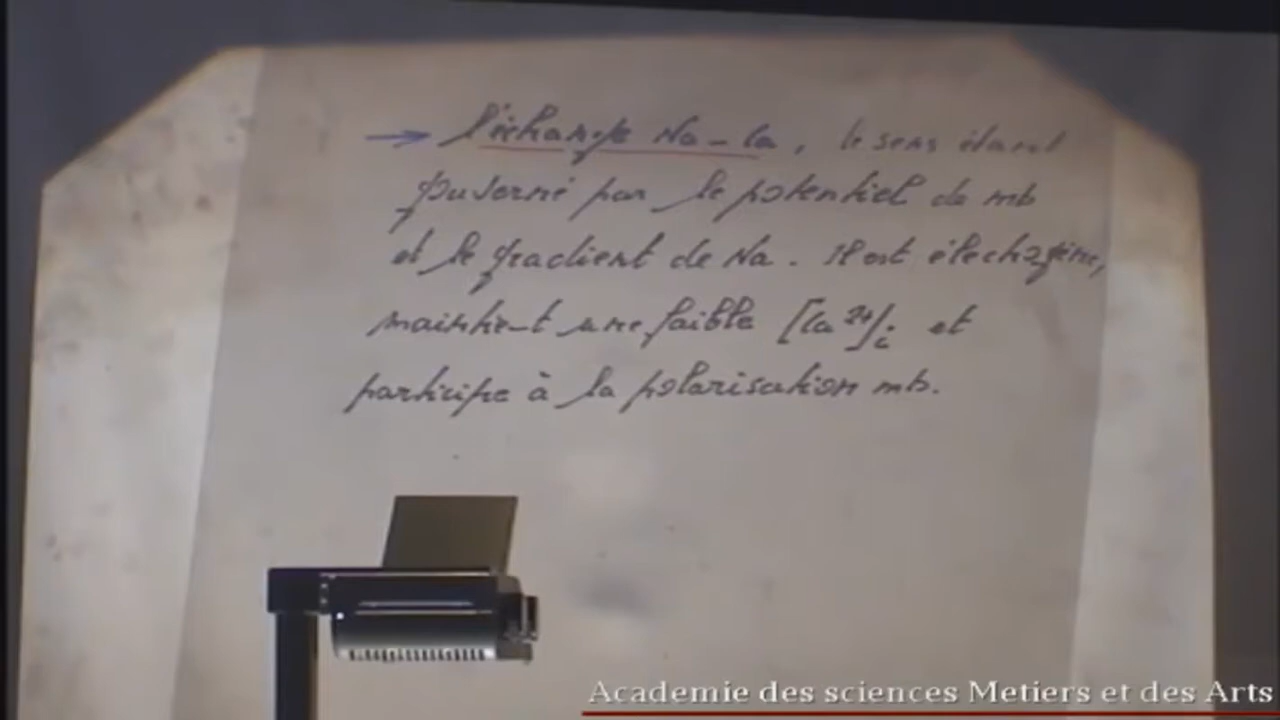 → l'échange Na-Ca, le sens étant
gouverné par le potentiel de mb
et le gradient de Na. Il est électrogène,
maintient une faible [Ca²⁺]i et
participe à la polarisation mb.
Academie des sciences Metiers et des Arts